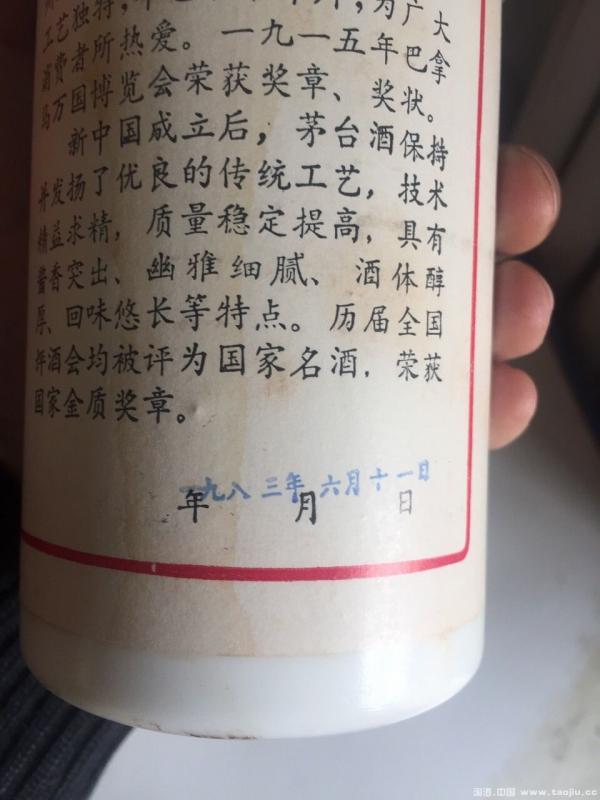 工艺独特，为广大
消费者所热爱。一九一五年巴拿
马万国博览会荣获奖章、奖状。
新中国成立后，茅台酒保持
并发扬了优良的传统工艺，技术
精益求精，质量稳定提高，具有
酱香突出、幽雅细腻、酒体醇
厚、回味悠长等特点。历届全国
评酒会均被评为国家名酒．荣获
国家金质奖章。
一九八三年六月十一日
年 月 日
淘酒.中国 www.taojiu.cc